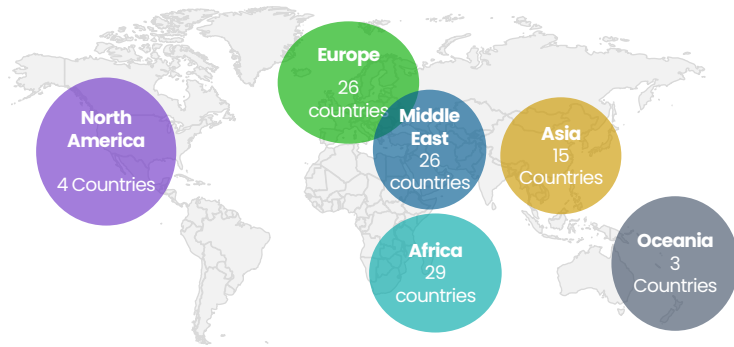 North
America
4 Countries
Europe
26
countries
Middle
East
26
countries
Asia
15
Countries
Africa
29
countries
Oceania
3
Countries